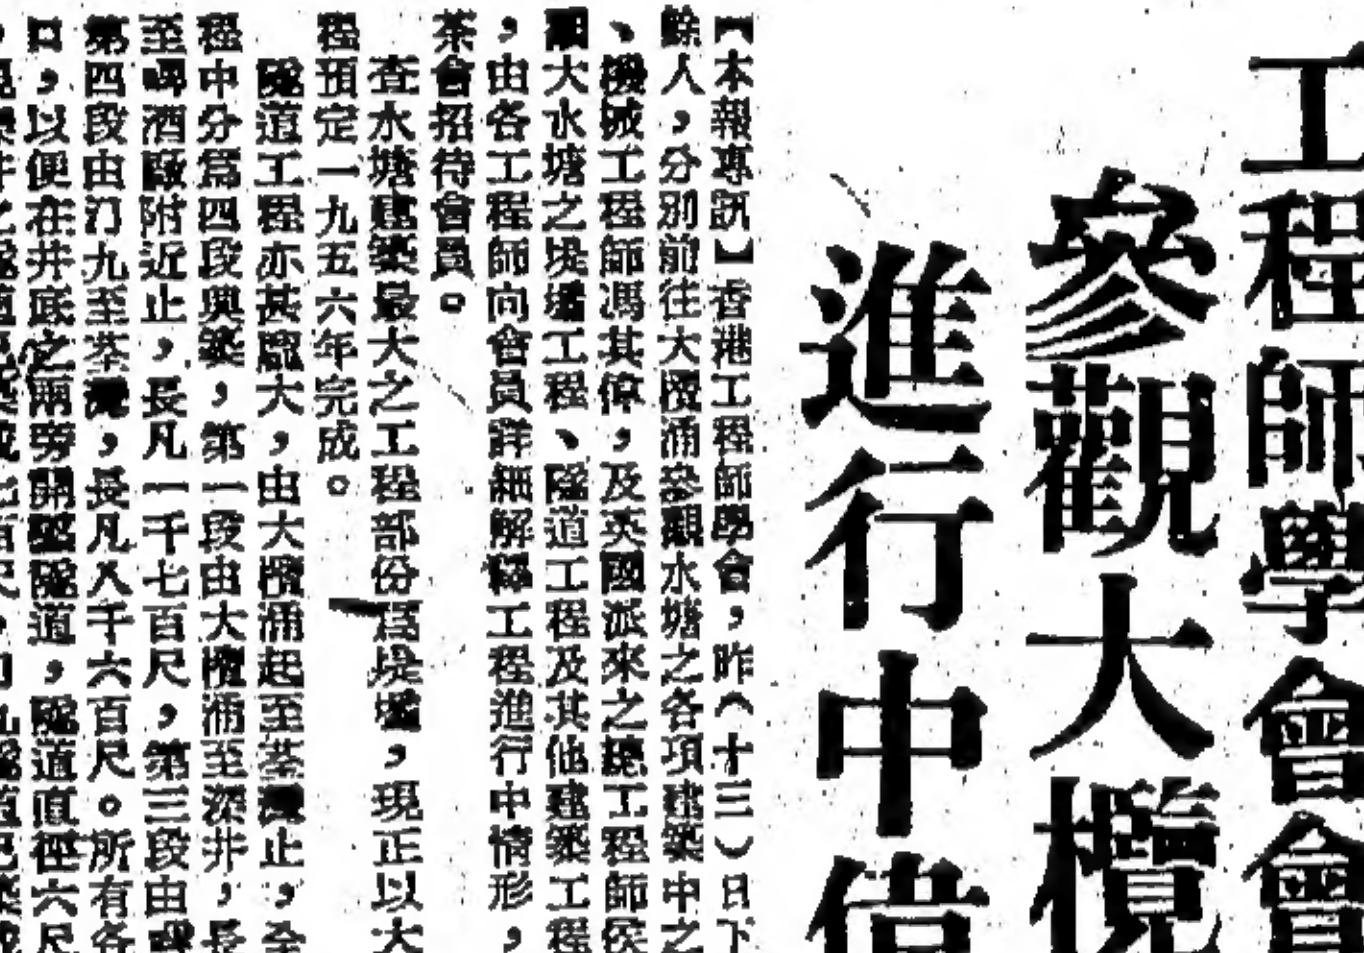 工程師學會會
參觀大欖
進行中偉
【本報專訊】香港工程師學會,昨(十三)日下
餘人,分別前往大欖涌參觀水塘之各項建築中之
、機械工程師馮其偉,及英國派來之總工程師侯
大水塘之堤壩工程、隧道工程及其他建築工程
,由各工程師向會員詳細解釋工程進行中情形,
茶會招待會員。
查水塘建築最大之工程部份爲堤壩,現正以大
程預定一九五六年完成。
隧道工程亦甚龐大,由大欖涌起至荃灣止,全
程中分爲四段興築,第一段由大欖涌至深井,長
至啤酒廠附近止,長凡一千七百尺,第三段由
第四段由汀九至荃灣,長凡八千六百尺。所有各
口,以便在井底之兩旁開鑿隧道,隧道直徑六尺